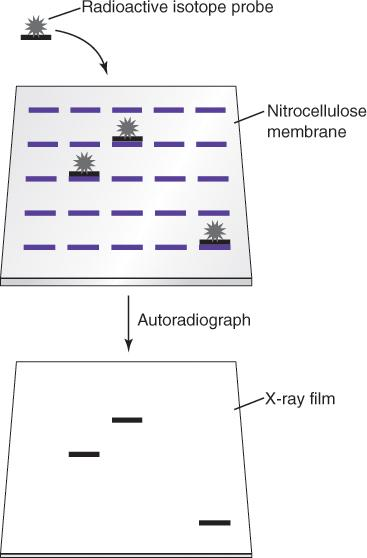 Radioactive isotope probe
Nitrocellulose
membrane
Autoradiograph
X-ray film